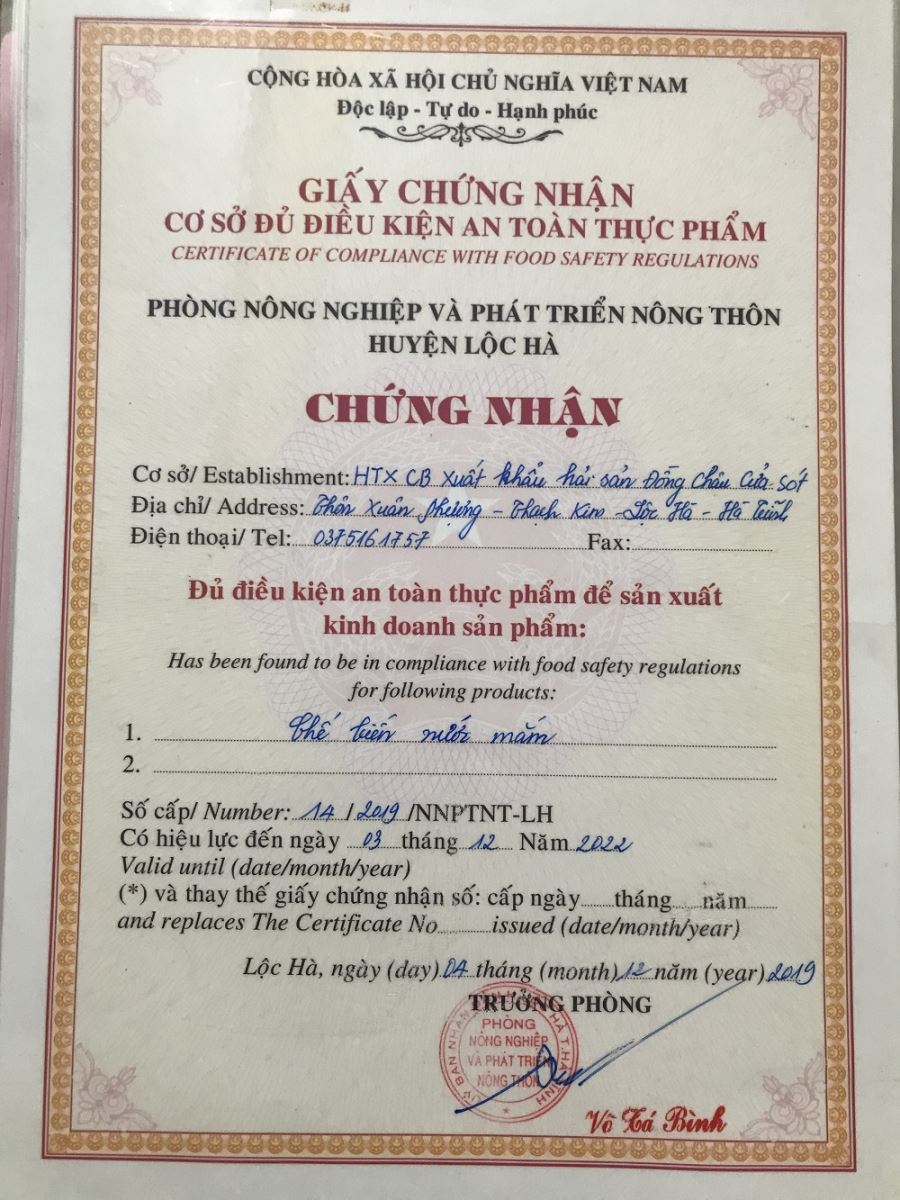 CỘNG HÒA XÃ HỘI CHỦ NGHĨA VIỆT NAM
Độc lập - Tự do - Hạnh phúc
GIẤY CHỨNG NHẬN
CƠ SỞ ĐỦ ĐIỀU KIỆN AN TOÀN THỰC PHẨM
CERTIFICATE OF COMPLIANCE WITH FOOD SAFETY REGULATIONS
PHÒNG NÔNG NGHIỆP VÀ PHÁT TRIỂN NÔNG THÔN
HUYỆN LỘC HÀ
CHỨNG NHẬN
Cơ sở/ Establishment: HTX CB xuất khẩu hải sản Đồng Châu Cửa-Sót
Địa chỉ/ Address: Thôn Xuân Phượng - Thạch Kim - Lộc Hà - Hà Tĩnh
Điện thoại/ Tel: 0375161757 Fax:
Đủ điều kiện an toàn thực phẩm để sản xuất
kinh doanh sản phẩm:
Has been found to be in compliance with food safety regulations
for following products:
1. Chế biến nước mắm
2.
Số cấp/ Number: 14 / 2019 /NNPTNT-LH
Có hiệu lực đến ngày 03 tháng 12 Năm 2022
Valid until (date/month/year)
(*) và thay thế giấy chứng nhận số: cấp ngày tháng năm
and replaces The Certificate No issued (date/month/year)
Lộc Hà, ngày (day) 04 tháng (month) 12 năm (year) 2019
TRƯỞNG PHÒNG
PHÒNG
NÔNG NGHIỆP
VÀ PHÁT TRIỂN
NÔNG THÔN
Võ Tá Bình